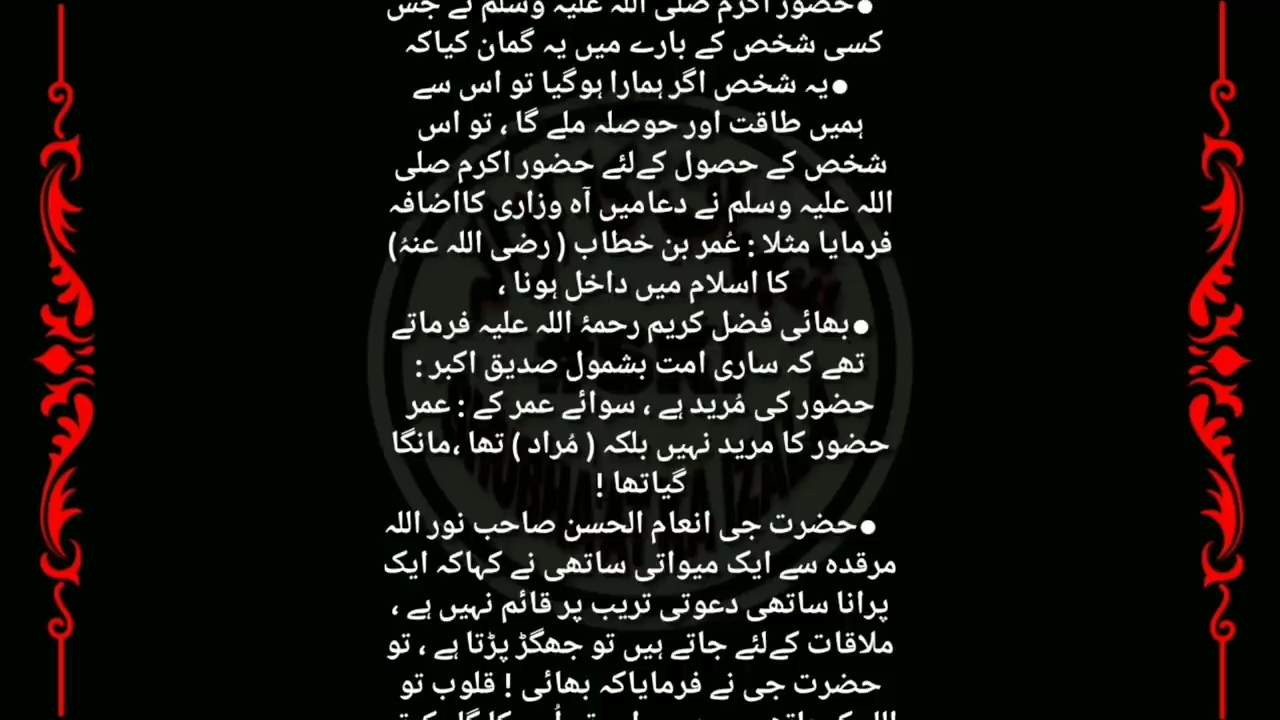 ●حضور اکرم صلی اللہ علیہ وسلم نے جس
کسی شخص کے بارے میں یہ گمان کیاکہ
●یہ شخص اگر ہمارا ہوگیا تو اس سے
ہمیں طاقت اور حوصلہ ملے گا ، تو اس
شخص کے حصول کےلئے حضور اکرم صلی
اللہ علیہ وسلم نے دعامیں آہ وزاری کااضافہ
فرمایا مثلا : عُمر بن خطاب ( رضی اللہ عنہُ)
کا اسلام میں داخل ہونا ،
●بھائی فضل کریم رحمۂ اللہ علیہ فرماتے
تھے کہ ساری امت بشمول صدیق اکبر :
حضور کی مُرید ہے ، سوائے عمر کے : عمر
حضور کا مرید نہیں بلکہ ( مُراد ) تھا ،مانگا
گیاتھا !
●حضرت جی انعام الحسن صاحب نور اللہ
مرقدہ سے ایک میواتی ساتھی نے کہاکہ ایک
پرانا ساتھی دعوتی تریب پر قائم نہیں ہے ،
ملاقات کےلئے جاتے ہیں تو جھگڑ پڑتا ہے ، تو
حضرت جی نے فرمایاکہ بھائی ! قلوب تو